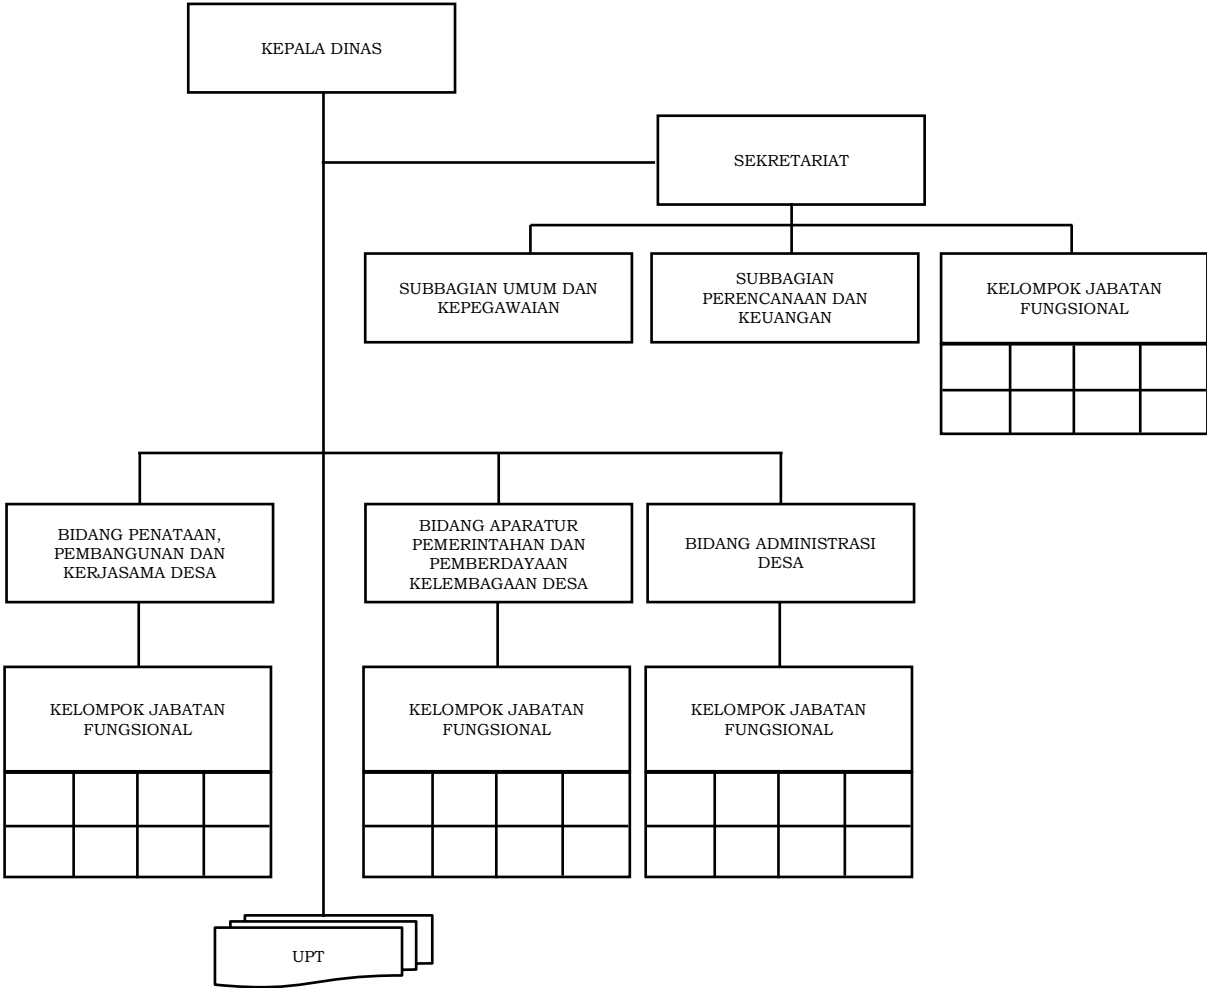 KEPALA DINAS
SEKRETARIAT
SUBBAGIAN UMUM DAN
KEPEGAWAIAN
SUBBAGIAN
PERENCANAAN DAN
KEUANGAN
KELOMPOK JABATAN
FUNGSIONAL
BIDANG PENATAAN,
PEMBANGUNAN DAN
KERJASAMA DESA
BIDANG APARATUR
PEMERINTAHAN DAN
PEMBERDAYAAN
KELEMBAGAAN DESA
BIDANG ADMINISTRASI
DESA
KELOMPOK JABATAN
FUNGSIONAL
KELOMPOK JABATAN
FUNGSIONAL
KELOMPOK JABATAN
FUNGSIONAL
UPT